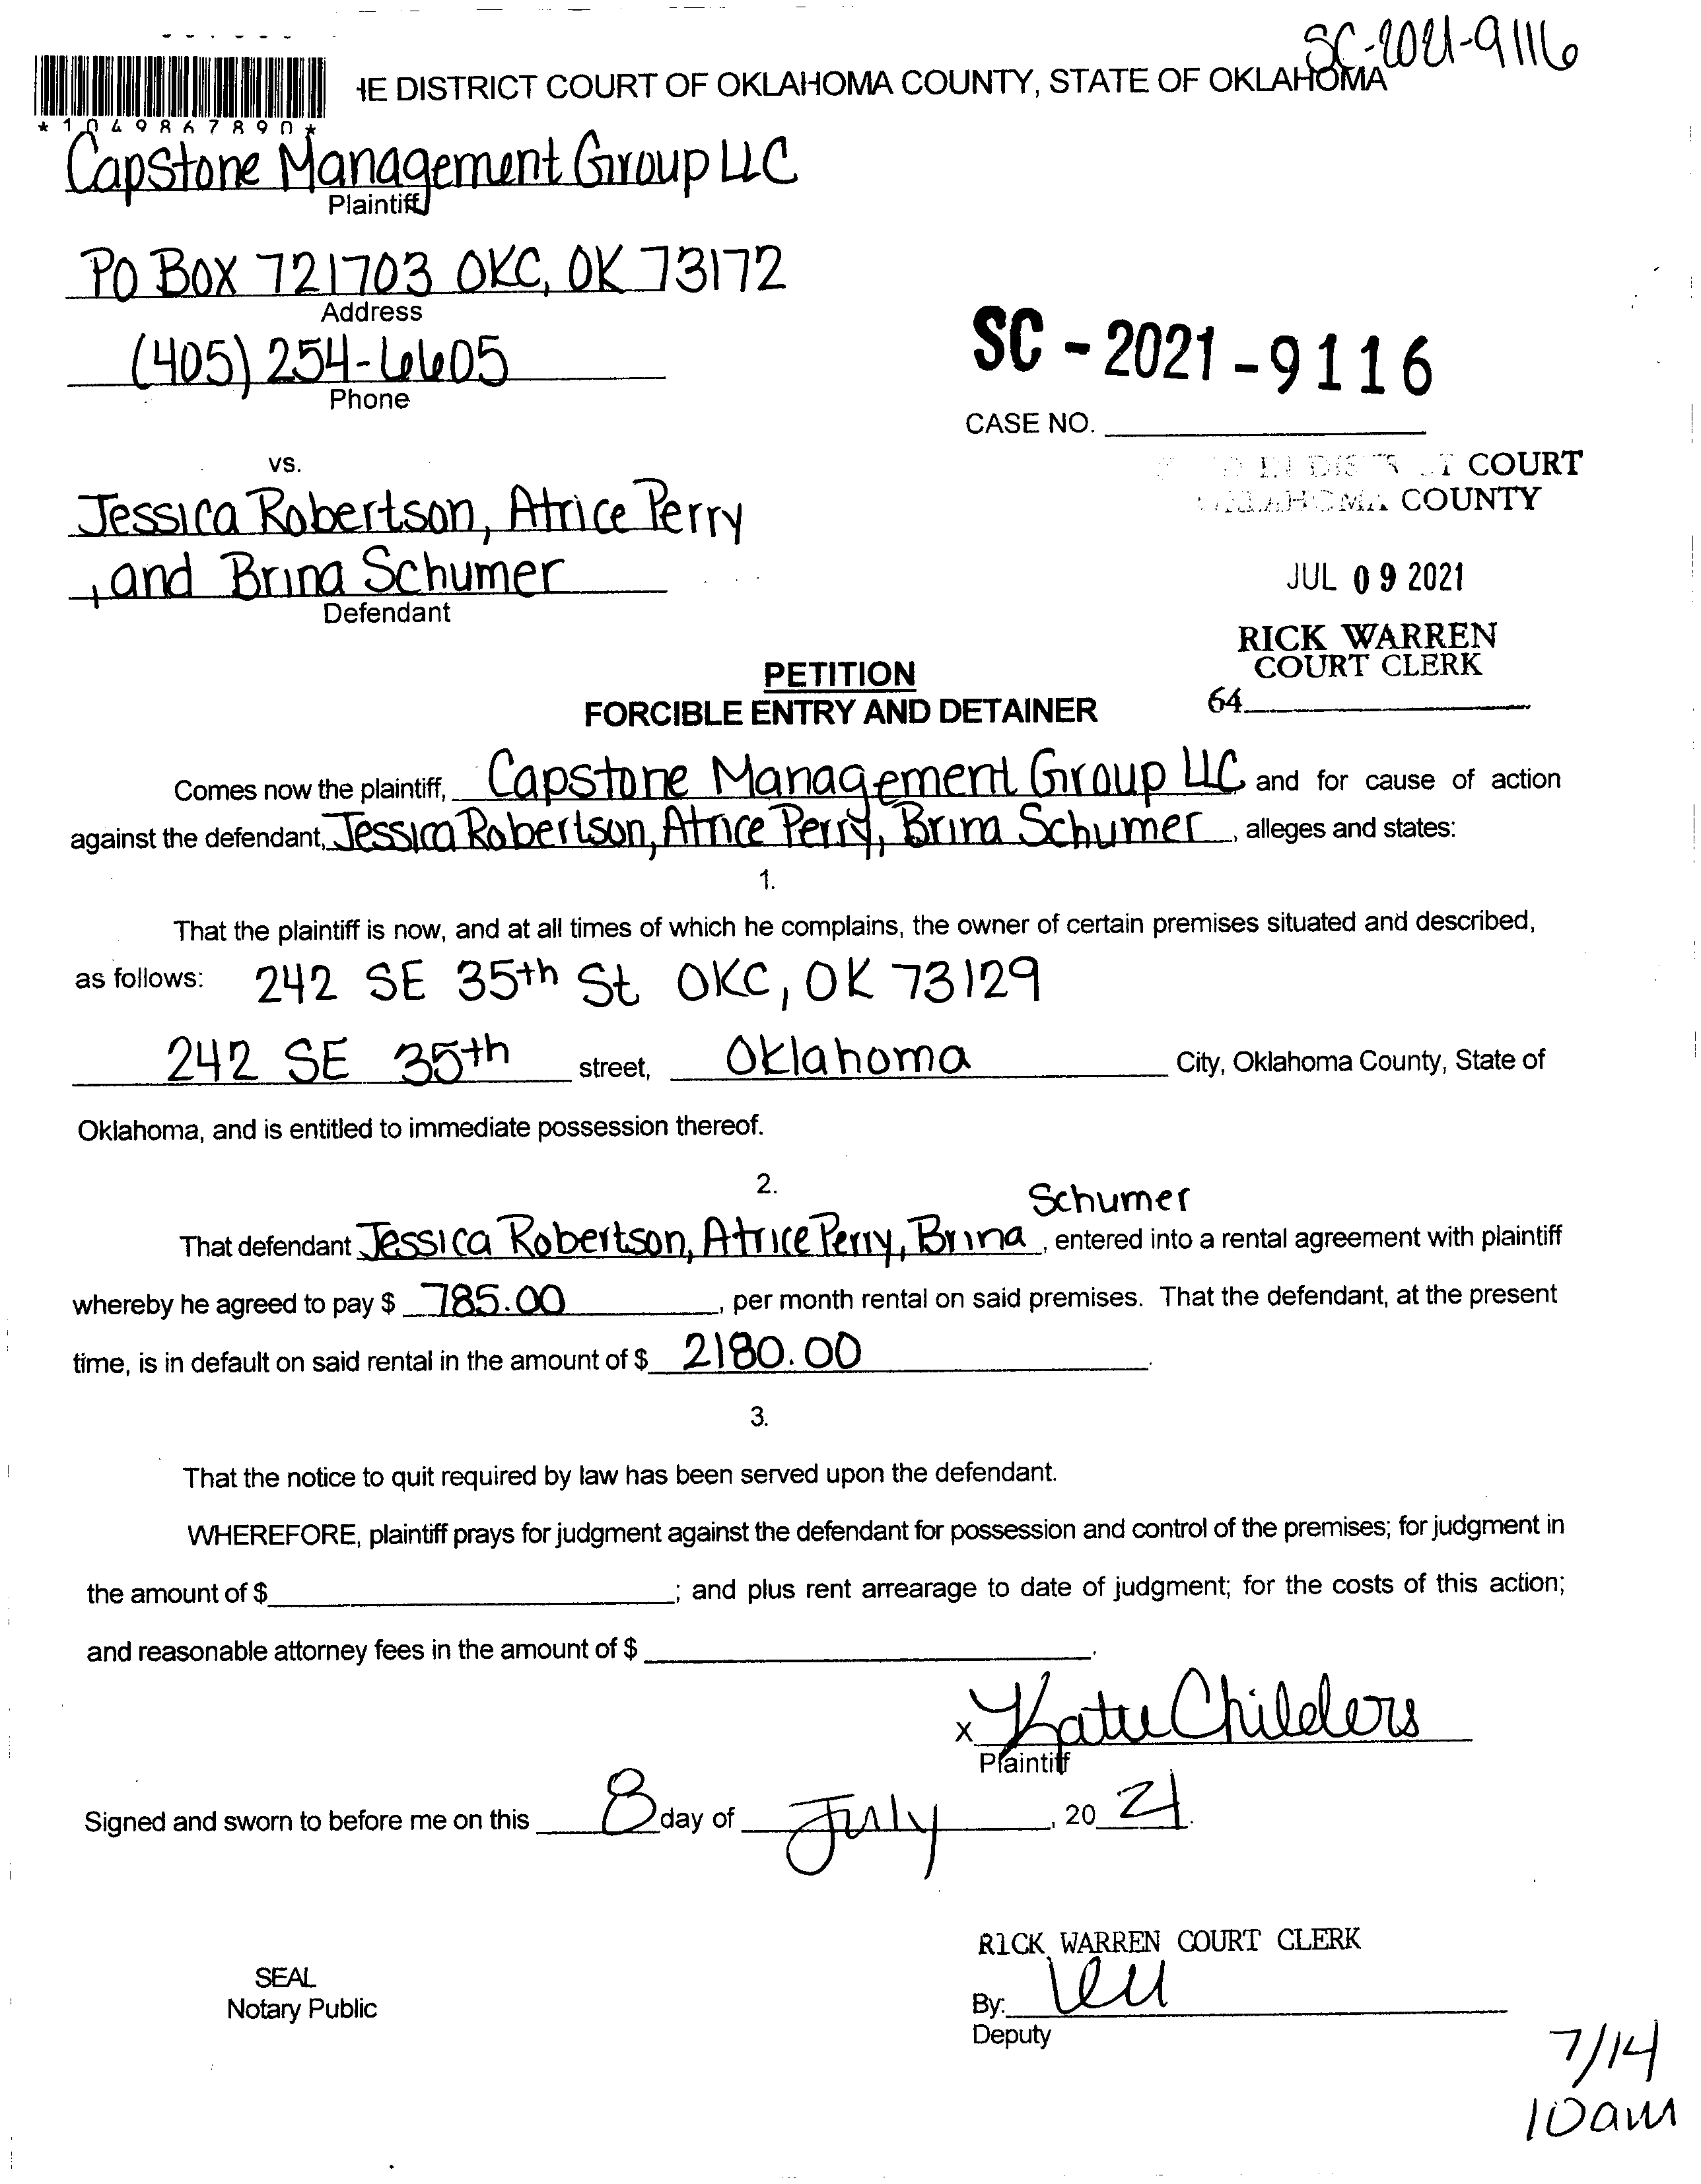 SC-2021-9116
HE DISTRICT COURT OF OKLAHOMA COUNTY, STATE OF OKLAHOMA
*1049867890*
Capstone Management Group LLC
Plaintiff
PO Box 721703 OKC, OK 73172
Address
(405) 254-6605
Phone
SC - 2021 - 9116
CASE NO.
vs.
COURT
COUNTY
Jessica Robertson, Atrice Perry
, and Brina Schumer
Defendant
JUL 09 2021
RICK WARREN
COURT CLERK
64
PETITION
FORCIBLE ENTRY AND DETAINER
Comes now the plaintiff, Capstone Management Group LLC and for cause of action
against the defendant, Jessica Robertson, Atrice Perry, Brina Schumer, alleges and states:
1.
That the plaintiff is now, and at all times of which he complains, the owner of certain premises situated and described,
as follows: 242 SE 35th St OKC, OK 73129
242 SE 35th street, Oklahoma City, Oklahoma County, State of
Oklahoma, and is entitled to immediate possession thereof.
2.
Schumer
That defendant Jessica Robertson, Atrice Perry, Brina, entered into a rental agreement with plaintiff
whereby he agreed to pay $ 785.00, per month rental on said premises. That the defendant, at the present
time, is in default on said rental in the amount of $ 2180.00.
3.
That the notice to quit required by law has been served upon the defendant.
WHEREFORE, plaintiff prays for judgment against the defendant for possession and control of the premises; for judgment in
the amount of $ ; and plus rent arrearage to date of judgment; for the costs of this action;
and reasonable attorney fees in the amount of $ .
x Katie Childers
Plaintiff
Signed and sworn to before me on this 8 day of July, 20 21.
RICK WARREN COURT CLERK
SEAL
Notary Public
By:
Deputy
7/14
10am